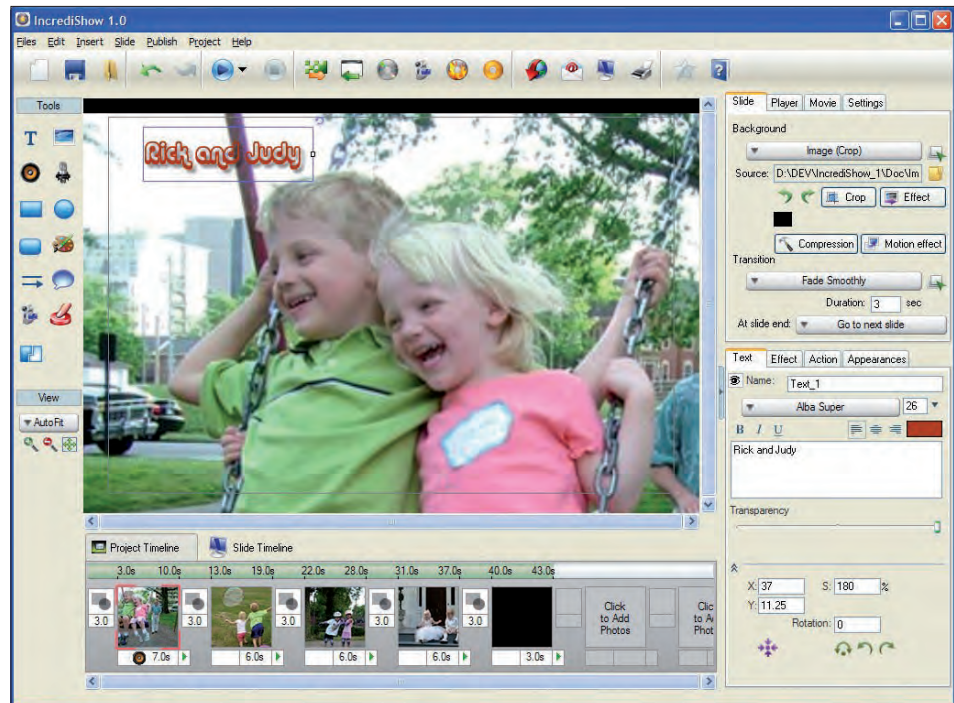 IncrediShow 1.0
Files Edit Insert Slide Publish Project Help
Tools
T
View
AutoFit
Rick and Judy
Slide Player Movie Settings
Background
Image (Crop)
Source: D:\DEV\IncrediShow_1\Doc\Im
Crop Effect
Compression Motion effect
Transition
Fade Smoothly
Duration: 3 sec
At slide end: Go to next slide
Text Effect Action Appearances
Name: Text_1
Alba Super 26
B I U
Rick and Judy
Transparency
X: 37 S: 180 %
Y: 11.25
Rotation: 0
Project Timeline Slide Timeline
3.0s 10.0s 13.0s 19.0s 22.0s 28.0s 31.0s 37.0s 40.0s 43.0s
Click Clic
to Add to A
Photos Phot
3.0 3.0 3.0 3.0 3.0
7.0s 6.0s 6.0s 6.0s 3.0s